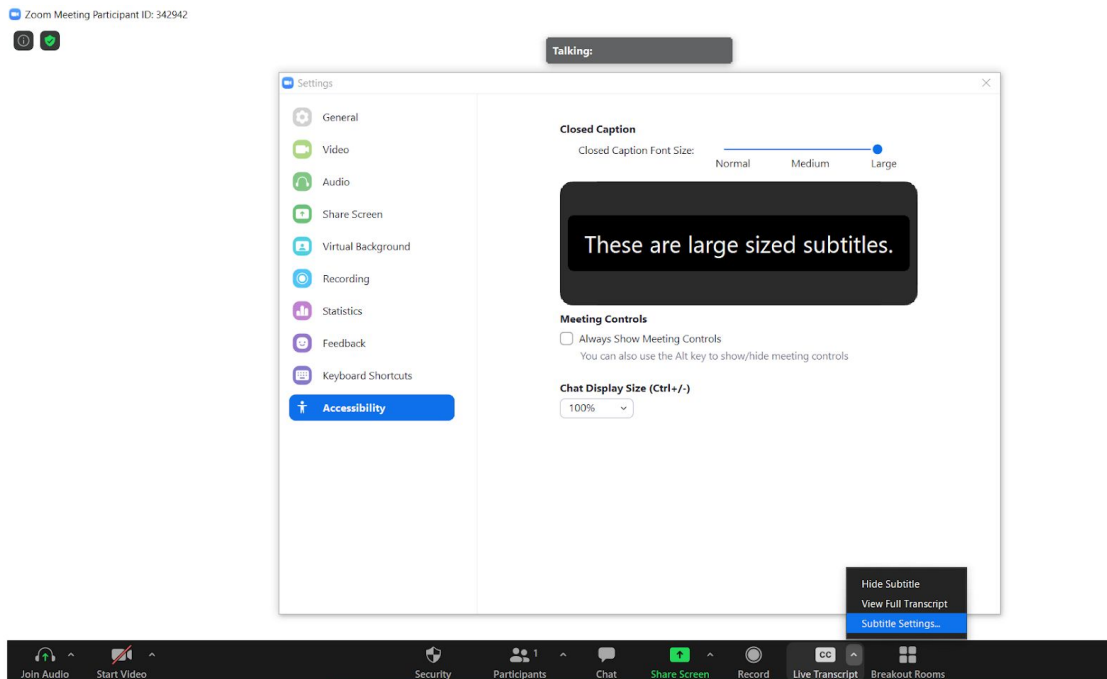 Zoom Meeting Participant ID: 342942
Talking:
Settings
General
Video
Audio
Share Screen
Virtual Background
Recording
Statistics
Feedback
Keyboard Shortcuts
Accessibility
Closed Caption
Closed Caption Font Size:
Normal Medium Large
These are large sized subtitles.
Meeting Controls
Always Show Meeting Controls
You can also use the Alt key to show/hide meeting controls
Chat Display Size (Ctrl+/-)
100%
Hide Subtitle
View Full Transcript
Subtitle Settings...
1
CC
Join Audio Start Video Security Participants Chat Share Screen Record Live Transcript Breakout Rooms